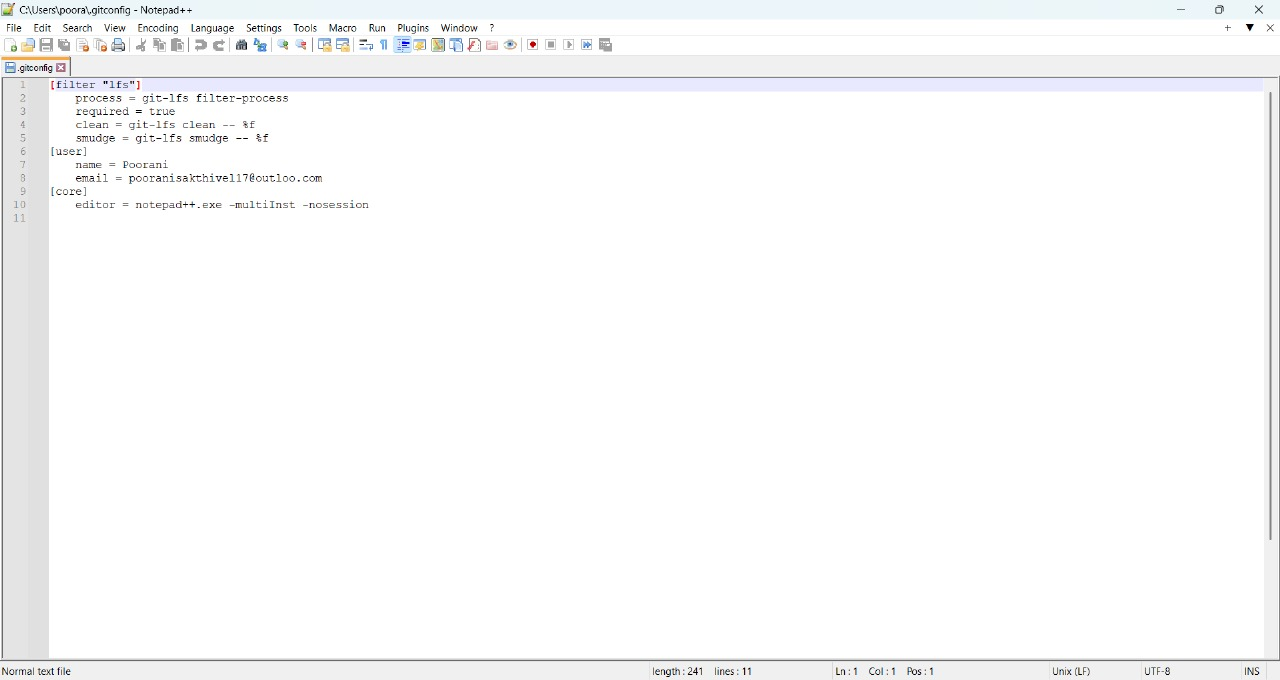 C:\Users\poora\.gitconfig - Notepad++
File Edit Search View Encoding Language Settings Tools Macro Run Plugins Window ?
.gitconfig
1 [filter "lfs"]
2 process = git-lfs filter-process
3 required = true
4 clean = git-lfs clean -- %f
5 smudge = git-lfs smudge -- %f
6 [user]
7 name = Poorani
8 email = pooranisakthivel17@outloo.com
9 [core]
10 editor = notepad++.exe -multiInst -nosession
11
Normal text file length : 241 lines : 11 Ln : 1 Col : 1 Pos : 1 Unix (LF) UTF-8 INS